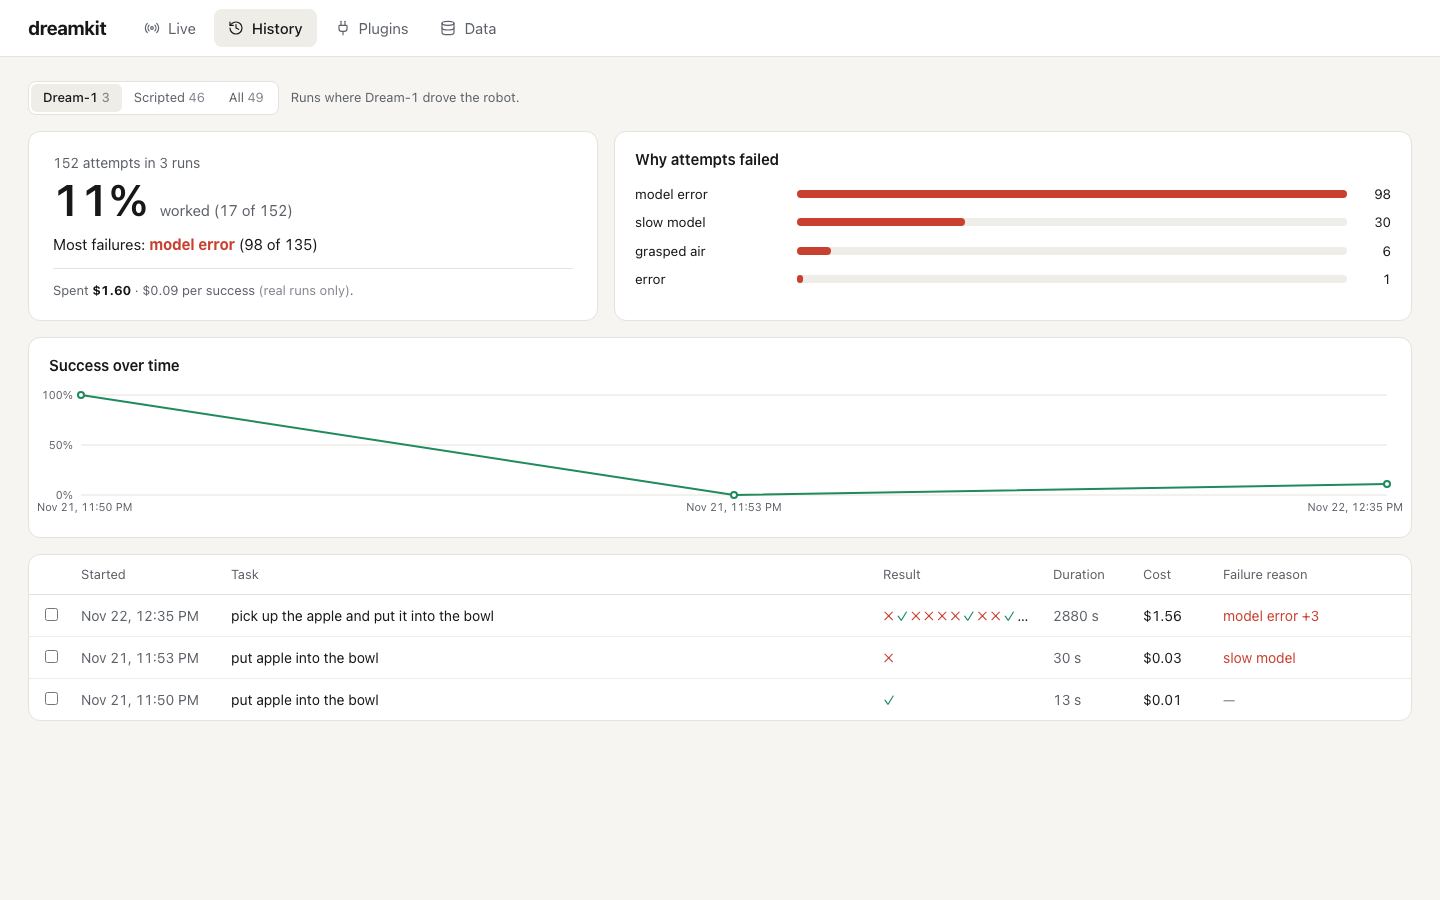 dreamkit Live History Plugins Data
Dream-1 3 Scripted 46 All 49 Runs where Dream-1 drove the robot.
152 attempts in 3 runs
11% worked (17 of 152)
Most failures: model error (98 of 135)
Spent $1.60 · $0.09 per success (real runs only).
Why attempts failed
model error 98
slow model 30
grasped air 6
error 1
Success over time
100%
50%
0%
Nov 21, 11:50 PM Nov 21, 11:53 PM Nov 22, 12:35 PM
Started Task Result Duration Cost Failure reason
Nov 22, 12:35 PM pick up the apple and put it into the bowl ✕✓✕✕✕✕✓✕✕✓… 2880 s $1.56 model error +3
Nov 21, 11:53 PM put apple into the bowl ✕ 30 s $0.03 slow model
Nov 21, 11:50 PM put apple into the bowl ✓ 13 s $0.01 —